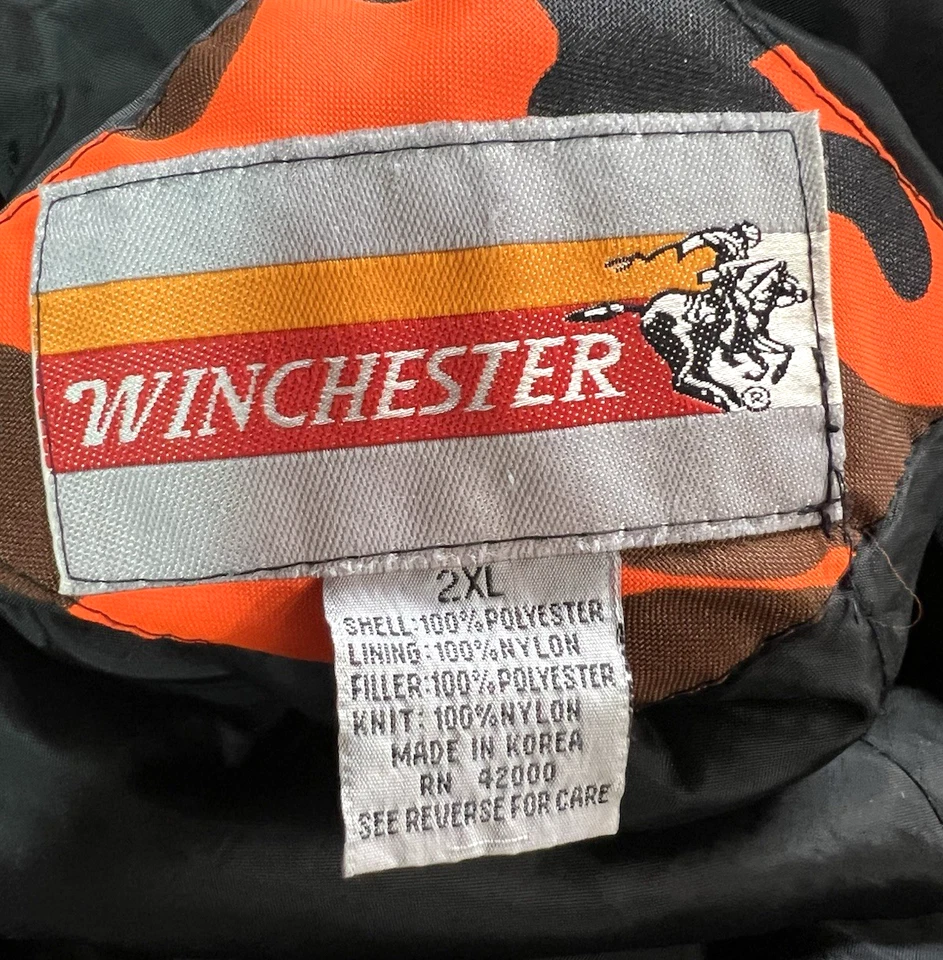 WINCHESTER
®
2XL
SHELL:100%POLYESTER
LINING:100%NYLON
FILLER:100%POLYESTER
KNIT: 100%NYLON
MADE IN KOREA
RN 42000
SEE REVERSE FOR CARE